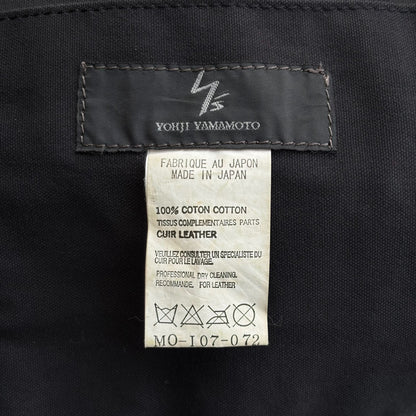 Y's
YOHJI YAMAMOTO
FABRIQUE AU JAPON
MADE IN JAPAN
100% COTON COTTON
TISSUS COMPLEMENTAIRES PARTS
CUIR LEATHER
VEUILLEZ CONSULTER UN SPECIALISTE DU
CUIR POUR LE LAVAGE.
PROFESSIONAL DRY CLEANING.
RECOMMANDE. FOR LEATHER
MO-I07-072